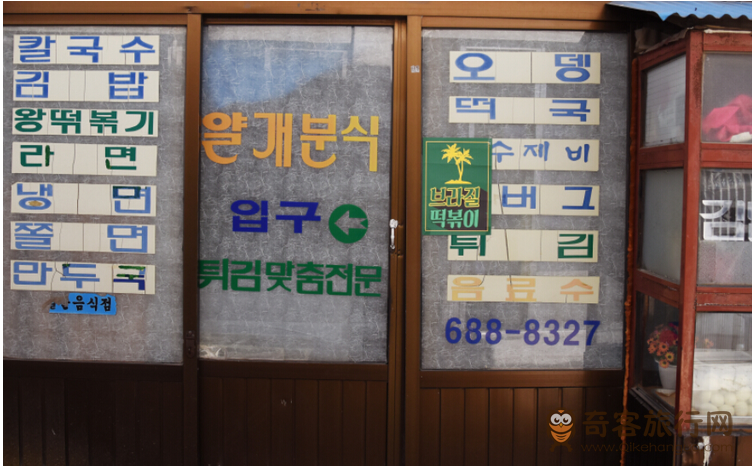 칼국수
김밥
왕떡볶기
라면
냉면
쫄면
만두국
음식점
얄개분식
입구
튀김맞춤전문
오뎅
떡국
수제비
브라질
떡볶이
버그
튀김
음료수
688-8327
奇客旅行网